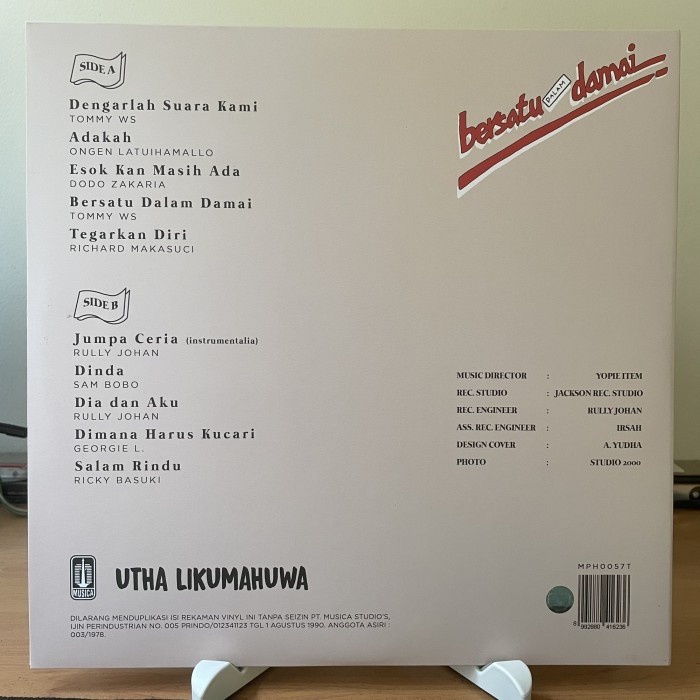 SIDE A
Dengarlah Suara Kami
TOMMY WS
Adakah
ONGEN LATUIHAMALLO
Esok Kan Masih Ada
DODO ZAKARIA
Bersatu Dalam Damai
TOMMY WS
Tegarkan Diri
RICHARD MAKASUCI
bersatu DALAM damai
SIDE B
Jumpa Ceria (instrumentalia)
RULLY JOHAN
Dinda
SAM BOBO
Dia dan Aku
RULLY JOHAN
Dimana Harus Kucari
GEORGIE L.
Salam Rindu
RICKY BASUKI
MUSIC DIRECTOR : YOPIE ITEM
REC. STUDIO : JACKSON REC. STUDIO
REC. ENGINEER : RULLY JOHAN
ASS. REC. ENGINEER : IRSAH
DESIGN COVER : A. YUDHA
PHOTO : STUDIO 2000
MUSICA
UTHA LIKUMAHUWA
DILARANG MENDUPLIKASI ISI REKAMAN VINYL INI TANPA SEIZIN PT. MUSICA STUDIO'S,
IJIN PERINDUSTRIAN NO. 005 PRINDO/012341123 TGL 1 AGUSTUS 1990. ANGGOTA ASIRI :
003/1978.
MPH0057T
8 992880 416236